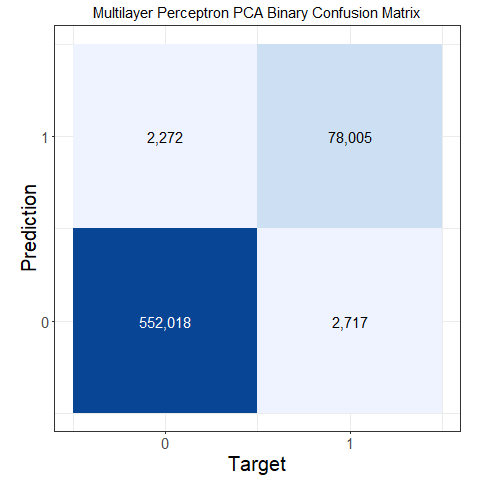 Multilayer Perceptron PCA Binary Confusion Matrix
Prediction
1
2,272
78,005
0
552,018
2,717
0
1
Target